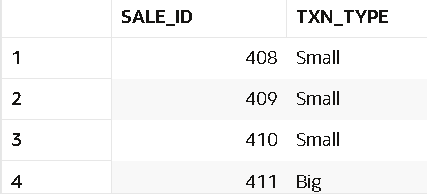 SALE_ID TXN_TYPE
1 408 Small
2 409 Small
3 410 Small
4 411 Big